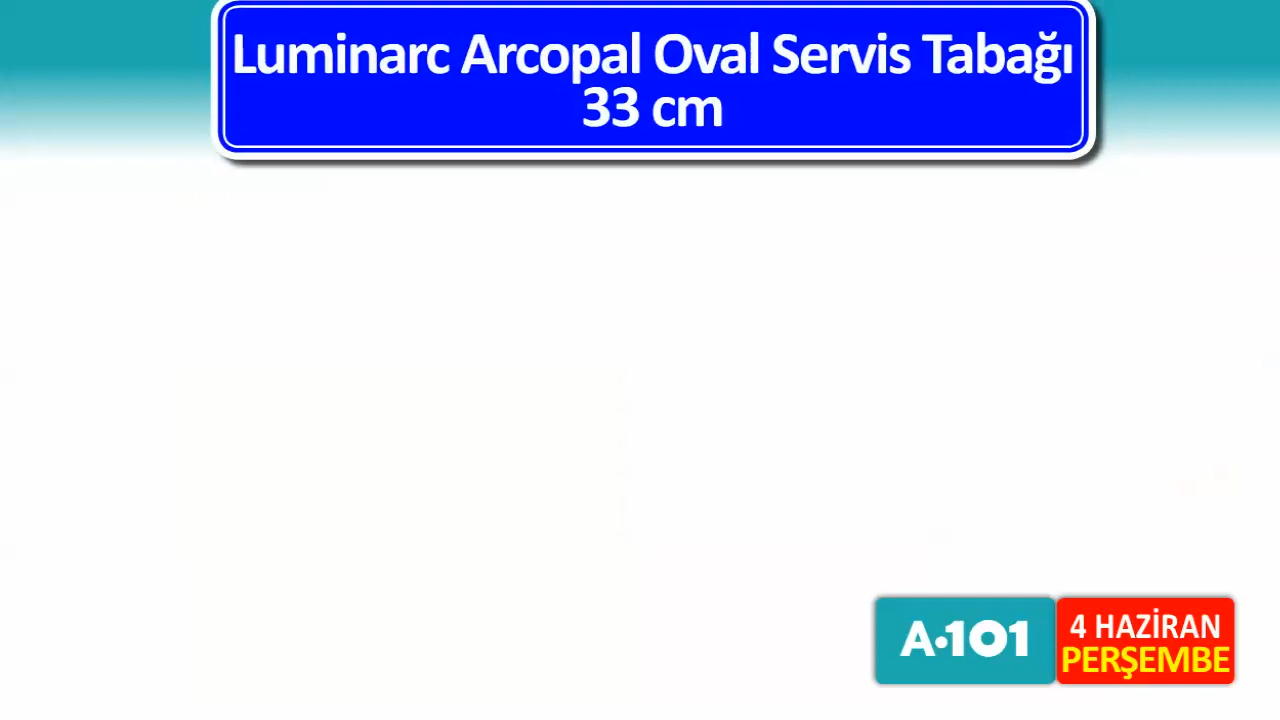 Luminarc Arcopal Oval Servis Tabağı
33 cm
A•101
4 HAZİRAN
PERŞEMBE